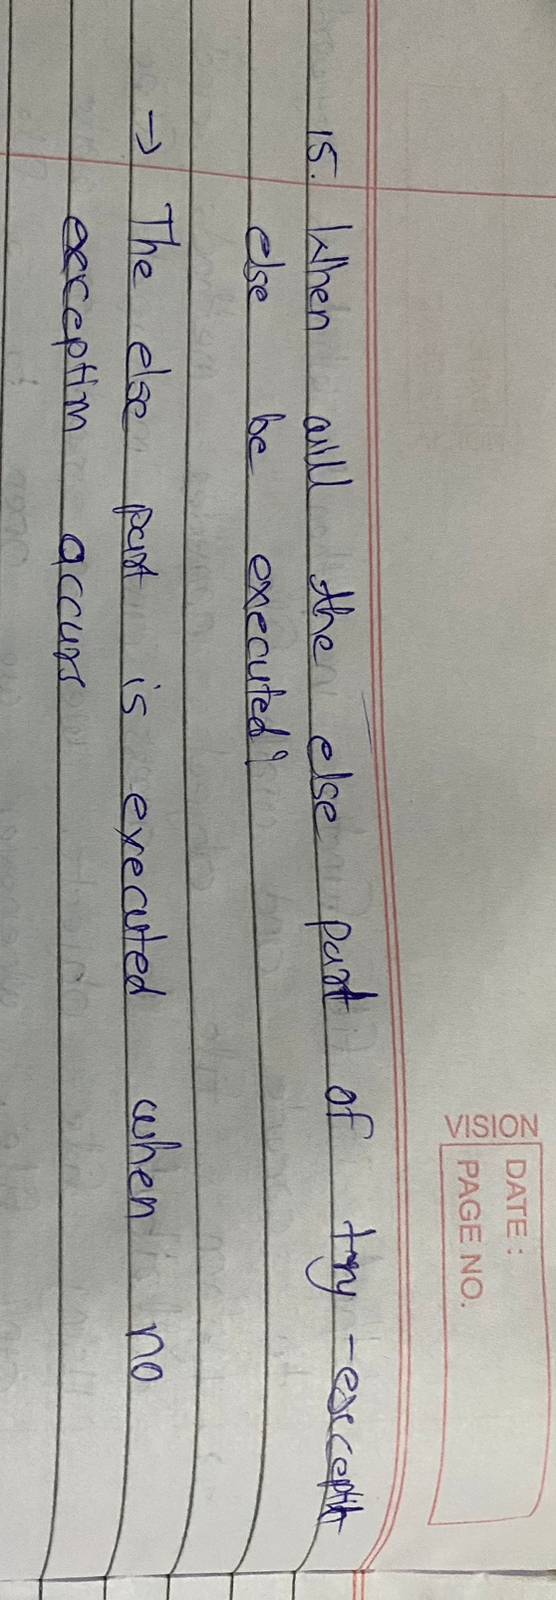 VISION
DATE :
PAGE NO.
15. When will the else part of try-except
else be executed?
→ The else part is executed when no
exception occurs